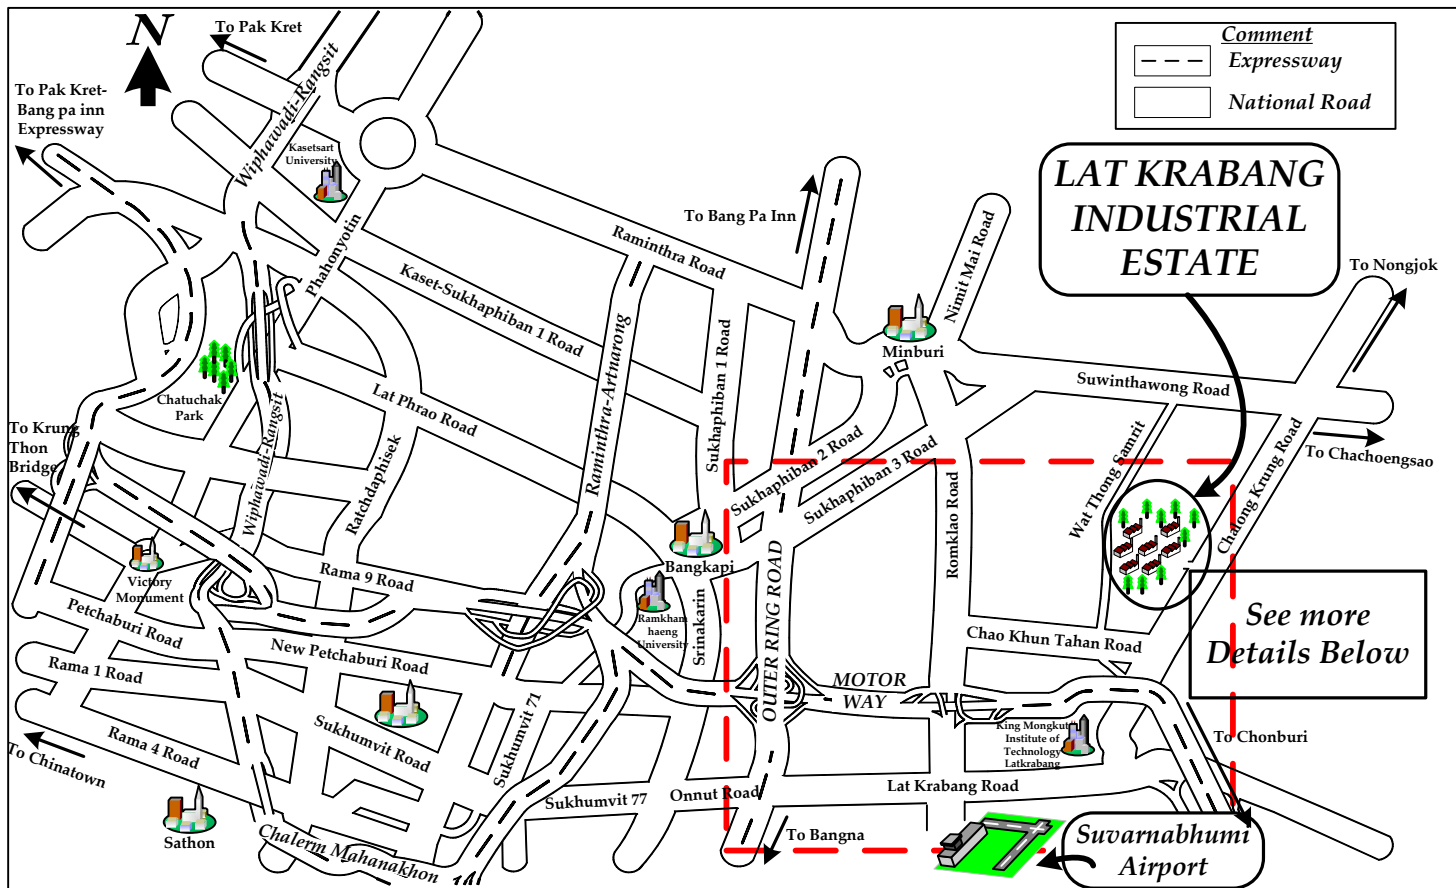 N
To Pak Kret
To Pak Kret-
Bang pa inn
Expressway
Wiphawadi-Rangsit
Kasetsart
University
Comment
Expressway
National Road
LAT KRABANG
INDUSTRIAL
ESTATE
To Bang Pa Inn
Raminthra Road
Nimit Mai Road
To Nongjok
Phahonyotin
Kaset-Sukhaphiban 1 Road
Raminthra-Artnarong
Sukhaphiban 1 Road
Minburi
Suwinthawong Road
Chatuchak
Park
Lat Phrao Road
Wiphawadi-Rangsit
Ratchdaphisek
To Krung
Thon
Bridge
Sukhaphiban 2 Road
Sukhaphiban 3 Road
Romklao Road
Wat Thong Samrit
Chalong Krung Road
To Chachoengsao
Victory
Monument
Rama 9 Road
Bangkapi
Ramkham
haeng
University
Srinakarin
OUTER RING ROAD
Chao Khun Tahan Road
See more
Details Below
Petchaburi Road
New Petchaburi Road
Rama 1 Road
MOTOR
WAY
King Mongkut
Institute of
Technology
Latkrabang
To Chonburi
Sukhumvit Road
Sukhumvit 71
Rama 4 Road
To Chinatown
Sukhumvit 77
Onnut Road
Lat Krabang Road
Sathon
Chalerm Mahanakhon
To Bangna
Suvarnabhumi
Airport